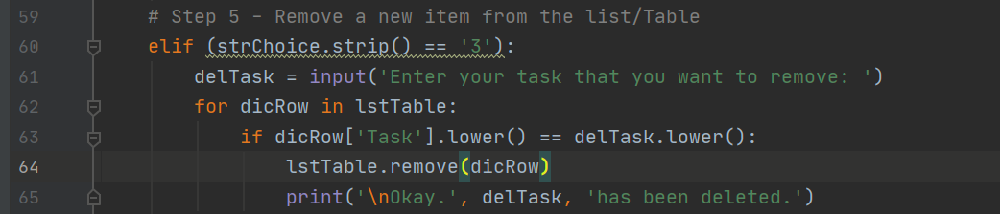 59 # Step 5 - Remove a new item from the list/Table
60 elif (strChoice.strip() == '3'):
61 delTask = input('Enter your task that you want to remove: ')
62 for dicRow in lstTable:
63 if dicRow['Task'].lower() == delTask.lower():
64 lstTable.remove(dicRow)
65 print('\nOkay.', delTask, 'has been deleted.')